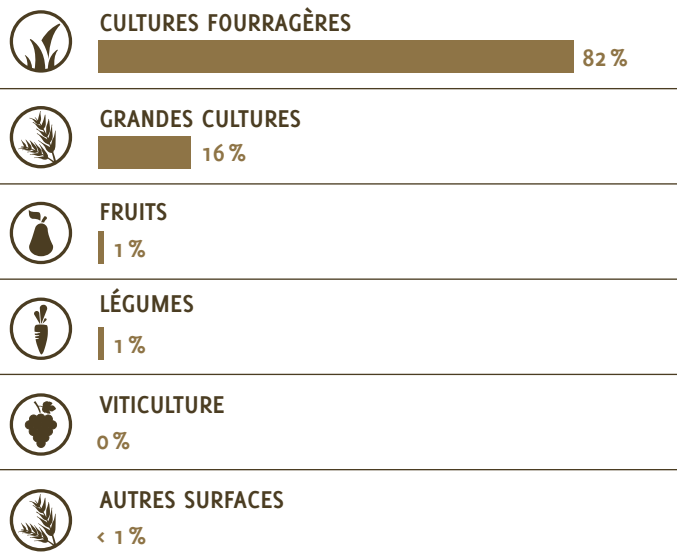 CULTURES FOURRAGÈRES
82 %
GRANDES CULTURES
16 %
FRUITS
1 %
LÉGUMES
1 %
VITICULTURE
0 %
AUTRES SURFACES
< 1 %